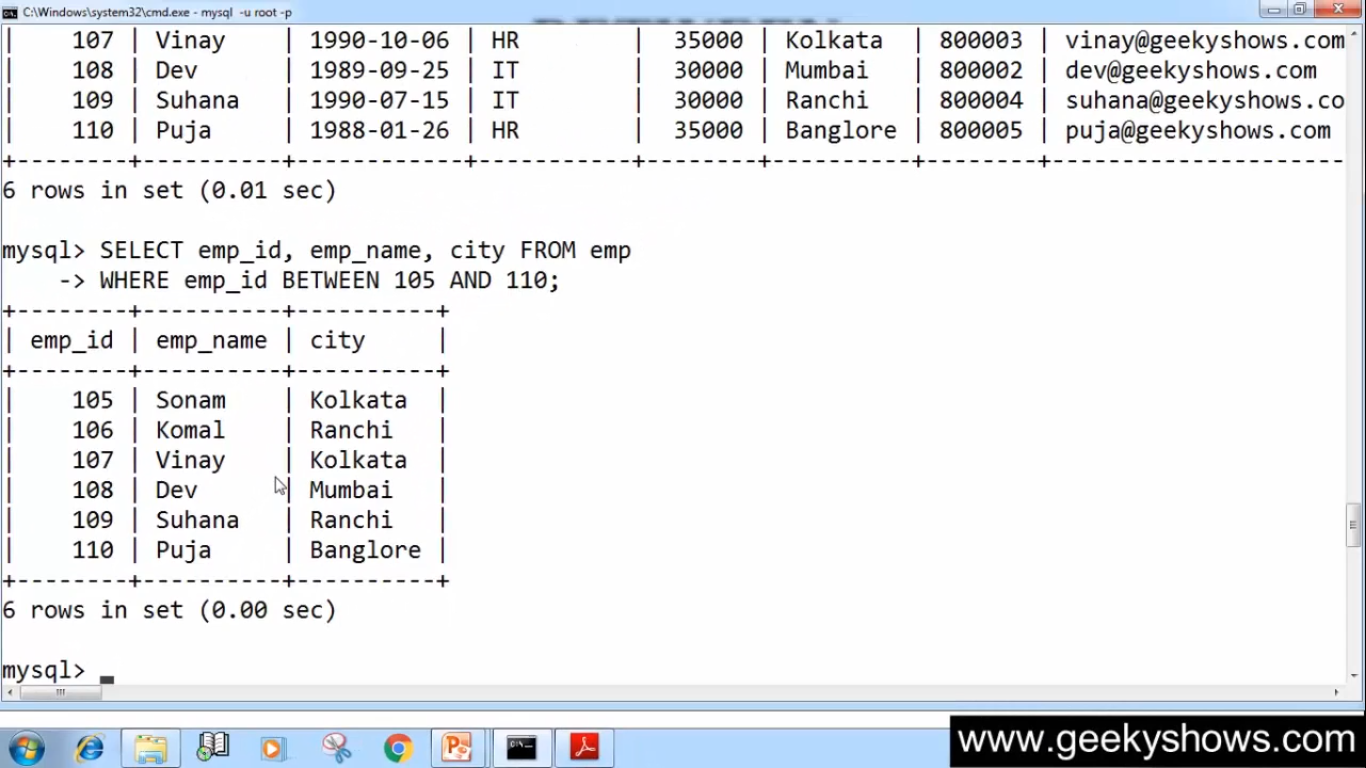 C:\Windows\system32\cmd.exe - mysql -u root -p
| 107 | Vinay | 1990-10-06 | HR | 35000 | Kolkata | 800003 | vinay@geekyshows.com
| 108 | Dev | 1989-09-25 | IT | 30000 | Mumbai | 800002 | dev@geekyshows.com
| 109 | Suhana | 1990-07-15 | IT | 30000 | Ranchi | 800004 | suhana@geekyshows.co
| 110 | Puja | 1988-01-26 | HR | 35000 | Banglore | 800005 | puja@geekyshows.com
6 rows in set (0.01 sec)
mysql> SELECT emp_id, emp_name, city FROM emp
-> WHERE emp_id BETWEEN 105 AND 110;
| emp_id | emp_name | city |
| 105 | Sonam | Kolkata |
| 106 | Komal | Ranchi |
| 107 | Vinay | Kolkata |
| 108 | Dev | Mumbai |
| 109 | Suhana | Ranchi |
| 110 | Puja | Banglore |
6 rows in set (0.00 sec)
mysql>
www.geekyshows.com